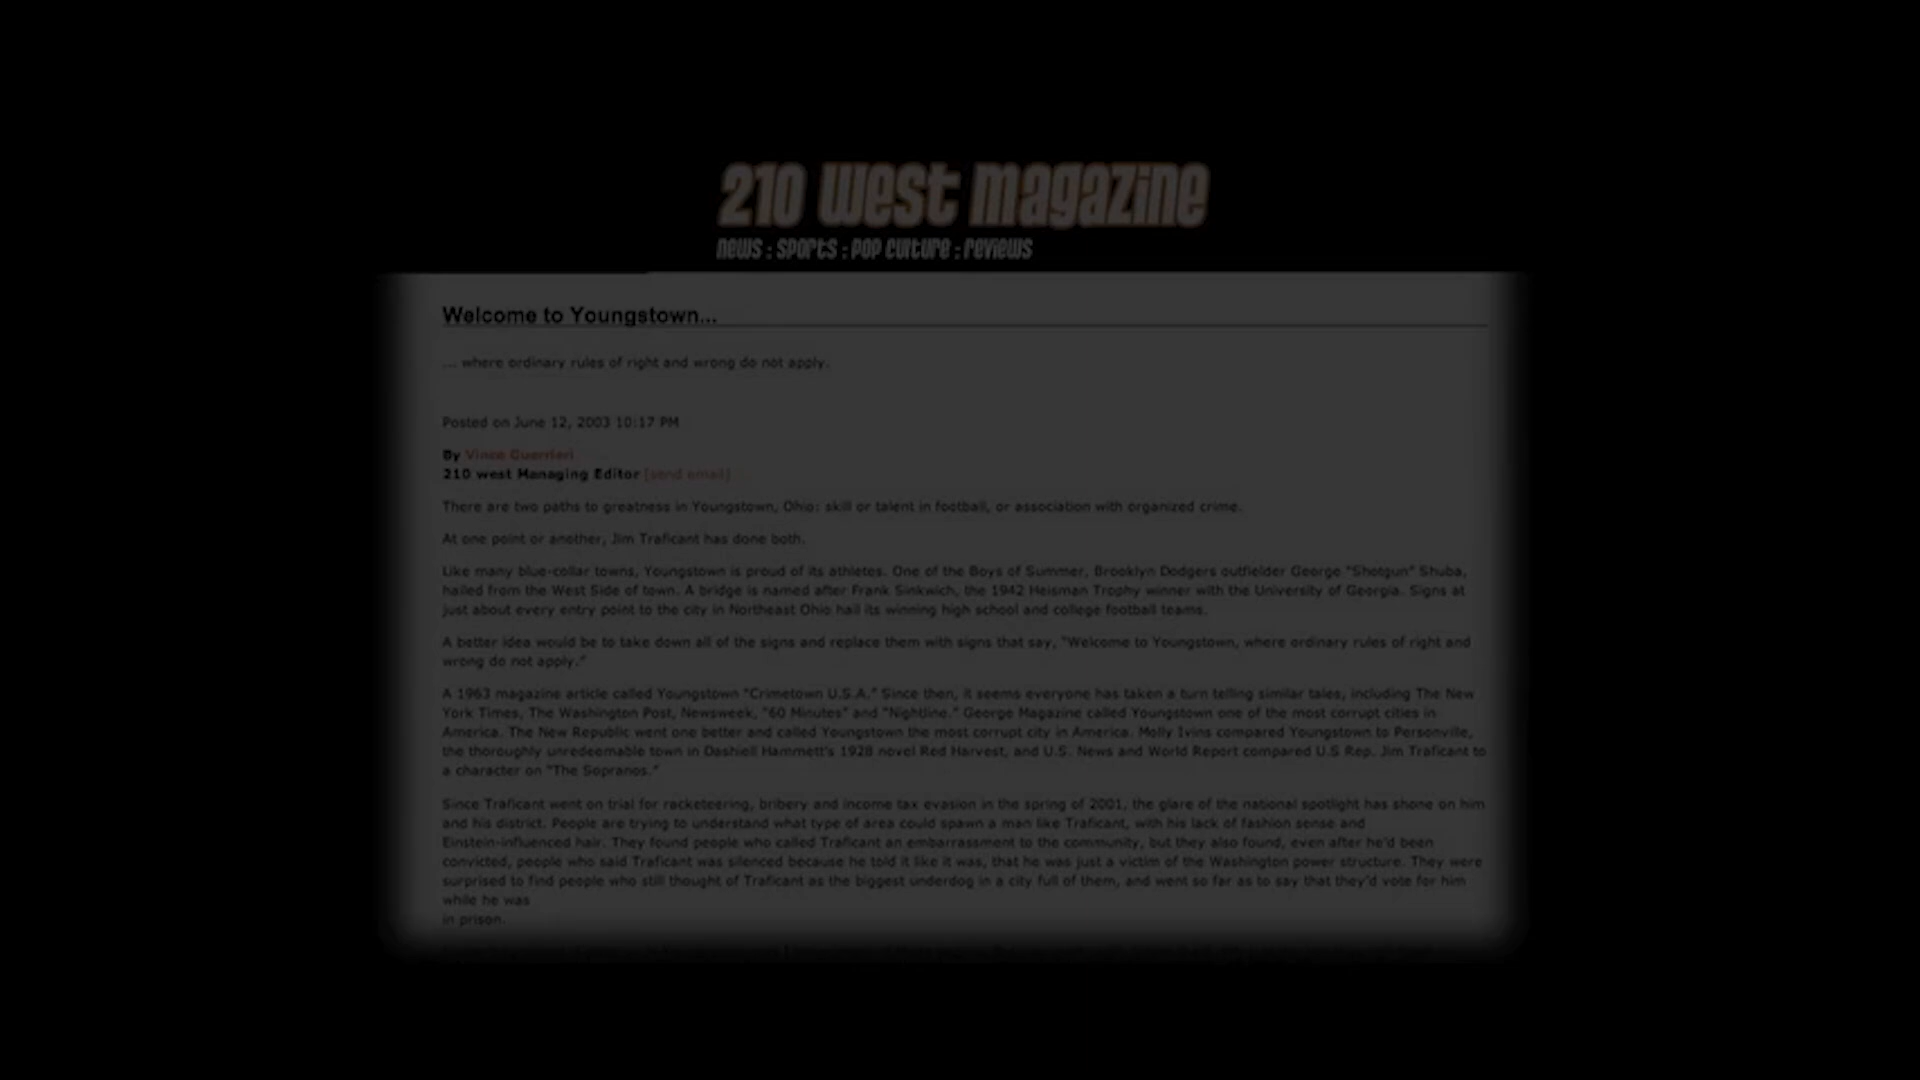 210 west magazine
news : sports : pop culture : reviews
Welcome to Youngstown...
... where ordinary rules of right and wrong do not apply.
Posted on June 12, 2003 10:17 PM
By Vince Guerrieri
210 west Managing Editor [send email]
There are two paths to greatness in Youngstown, Ohio: skill or talent in football, or association with organized crime.
At one point or another, Jim Traficant has done both.
Like many blue-collar towns, Youngstown is proud of its athletes. One of the Boys of Summer, Brooklyn Dodgers outfielder George "Shotgun" Shuba,
hailed from the West Side of town. A bridge is named after Frank Sinkwich, the 1942 Heisman Trophy winner with the University of Georgia. Signs at
just about every entry point to the city in Northeast Ohio hail its winning high school and college football teams.
A better idea would be to take down all of the signs and replace them with signs that say, "Welcome to Youngstown, where ordinary rules of right and
wrong do not apply."
A 1963 magazine article called Youngstown "Crimetown U.S.A." Since then, it seems everyone has taken a turn telling similar tales, including The New
York Times, The Washington Post, Newsweek, "60 Minutes" and "Nightline." George Magazine called Youngstown one of the most corrupt cities in
America. The New Republic went one better and called Youngstown the most corrupt city in America. Molly Ivins compared Youngstown to Personville,
the thoroughly unredeemable town in Dashiell Hammett's 1928 novel Red Harvest, and U.S. News and World Report compared U.S Rep. Jim Traficant to
a character on "The Sopranos."
Since Traficant went on trial for racketeering, bribery and income tax evasion in the spring of 2001, the glare of the national spotlight has shone on him
and his district. People are trying to understand what type of area could spawn a man like Traficant, with his lack of fashion sense and
Einstein-influenced hair. They found people who called Traficant an embarrassment to the community, but they also found, even after he'd been
convicted, people who said Traficant was silenced because he told it like it was, that he was just a victim of the Washington power structure. They were
surprised to find people who still thought of Traficant as the biggest underdog in a city full of them, and went so far as to say that they'd vote for him
while he was
in prison.